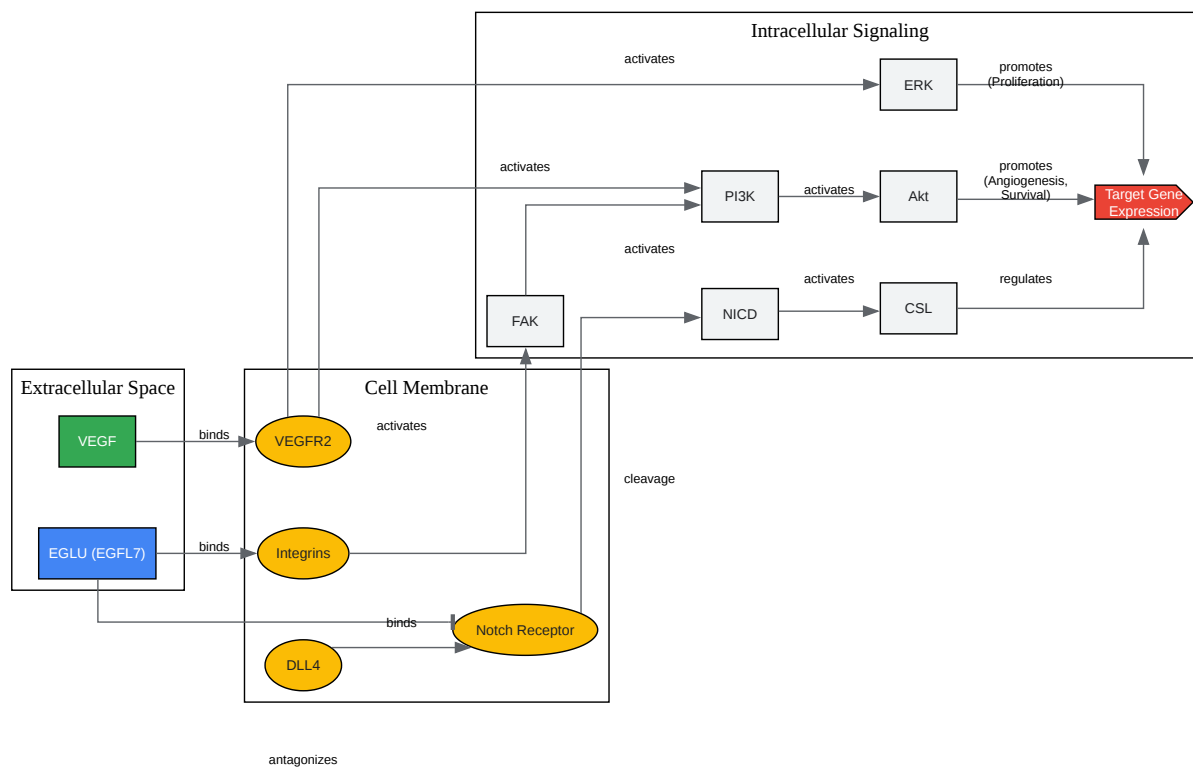 Intracellular Signaling
activates
ERK
promotes
(Proliferation)
activates
PI3K
activates
Akt
promotes
(Angiogenesis,
Survival)
Target Gene
Expression
activates
FAK
NICD
activates
CSL
regulates
Extracellular Space
Cell Membrane
VEGF
binds
VEGFR2
activates
cleavage
EGLU (EGFL7)
binds
Integrins
binds
Notch Receptor
DLL4
antagonizes